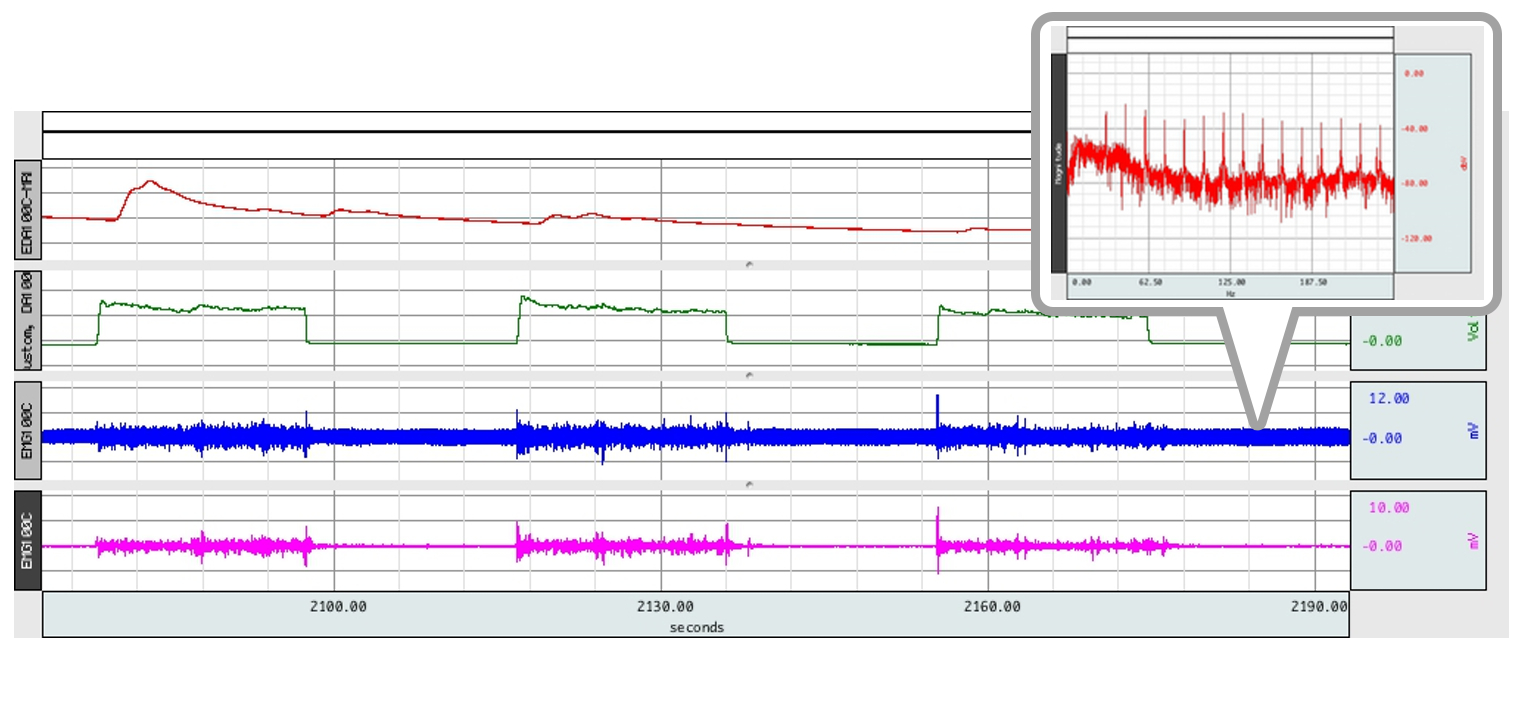 0.00
-40.00
-80.00
-120.00
dbV
Magnitude
0.00 62.50 125.00 187.50
Hz
EDA100C-MRI
ustom, DA100
-0.00
Vol
EMG100C
12.00
-0.00
mV
EMG100C
10.00
-0.00
mV
2100.00 2130.00 2160.00 2190.00
seconds